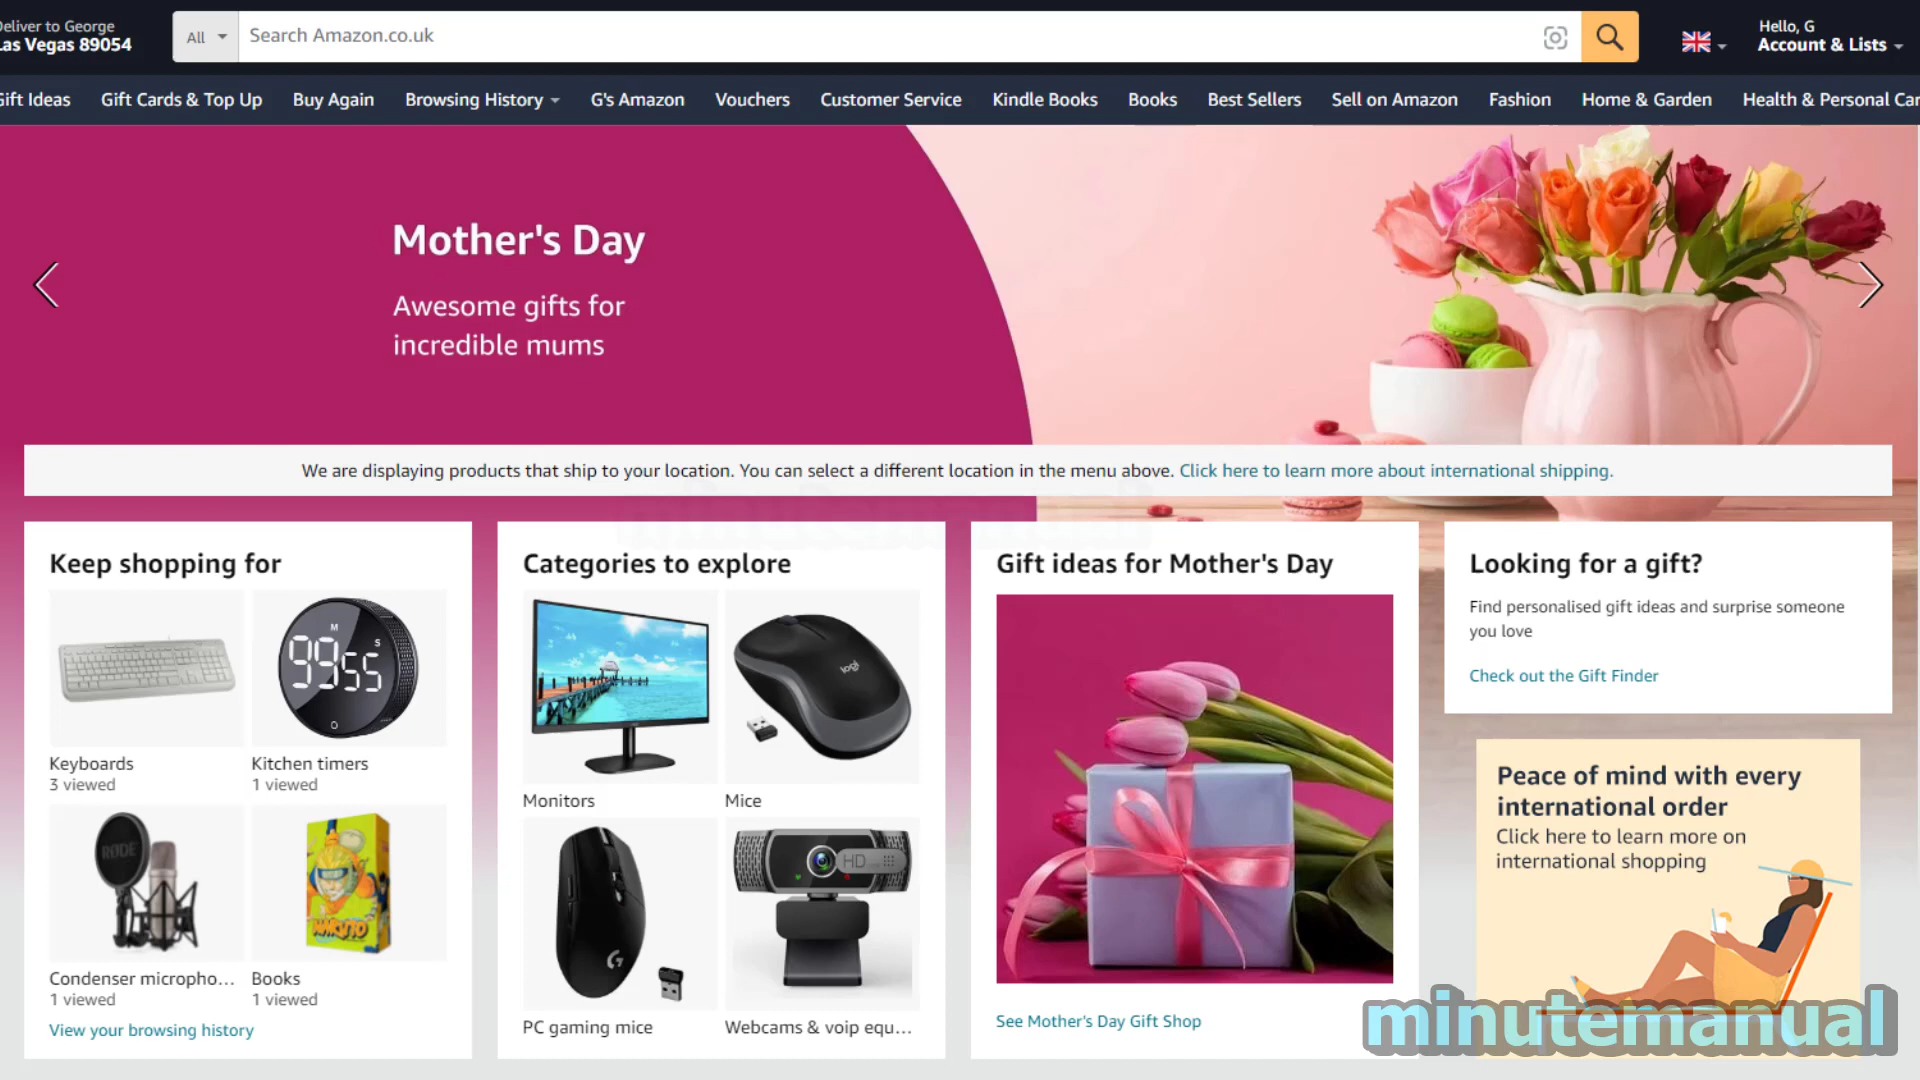 Deliver to George
Las Vegas 89054
All
Search Amazon.co.uk
Hello, G
Account & Lists
Gift Ideas
Gift Cards & Top Up
Buy Again
Browsing History
G's Amazon
Vouchers
Customer Service
Kindle Books
Books
Best Sellers
Sell on Amazon
Fashion
Home & Garden
Health & Personal Car
Mother's Day
Awesome gifts for
incredible mums
We are displaying products that ship to your location. You can select a different location in the menu above. Click here to learn more about international shipping.
Keep shopping for
M
S
99 55
Keyboards
3 viewed
Kitchen timers
1 viewed
RØDE
NARUTO
Condenser micropho...
1 viewed
Books
1 viewed
View your browsing history
Categories to explore
logi
Monitors
Mice
G
HD
PC gaming mice
Webcams & voip equ...
Gift ideas for Mother's Day
See Mother's Day Gift Shop
Looking for a gift?
Find personalised gift ideas and surprise someone
you love
Check out the Gift Finder
Peace of mind with every
international order
Click here to learn more on
international shopping
minutemanual